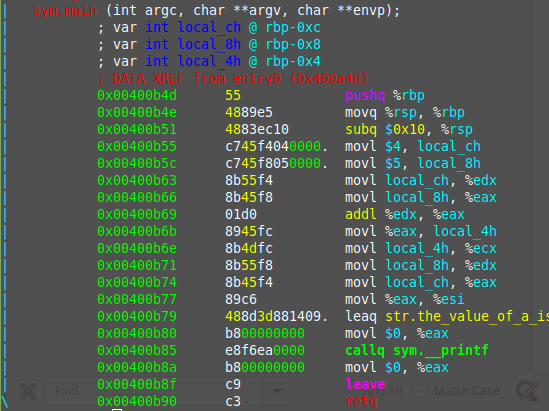 sym.main (int argc, char **argv, char **envp);
; var int local_ch @ rbp-0xc
; var int local_8h @ rbp-0x8
; var int local_4h @ rbp-0x4
; DATA XREF from entry0 (0x400a4d)
0x00400b4d 55 pushq %rbp
0x00400b4e 4889e5 movq %rsp, %rbp
0x00400b51 4883ec10 subq $0x10, %rsp
0x00400b55 c745f4040000. movl $4, local_ch
0x00400b5c c745f8050000. movl $5, local_8h
0x00400b63 8b55f4 movl local_ch, %edx
0x00400b66 8b45f8 movl local_8h, %eax
0x00400b69 01d0 addl %edx, %eax
0x00400b6b 8945fc movl %eax, local_4h
0x00400b6e 8b4dfc movl local_4h, %ecx
0x00400b71 8b55f8 movl local_8h, %edx
0x00400b74 8b45f4 movl local_ch, %eax
0x00400b77 89c6 movl %eax, %esi
0x00400b79 488d3d881409. leaq str.the_value_of_a_is
0x00400b80 b800000000 movl $0, %eax
0x00400b85 e8f6ea0000 callq sym.__printf
0x00400b8a b800000000 movl $0, %eax
Find All Match Case
0x00400b8f c9 leave
0x00400b90 c3 retq